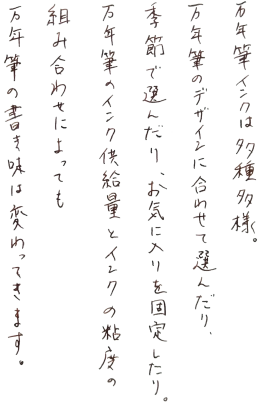 万年筆インクは多種多様。
万年筆のデザインに合わせて選んだり、
季節で選んだり、お気に入りを固定したり。
万年筆のインク供給量とインクの粘度の
組み合わせによっても
万年筆の書き味は変わってきます。